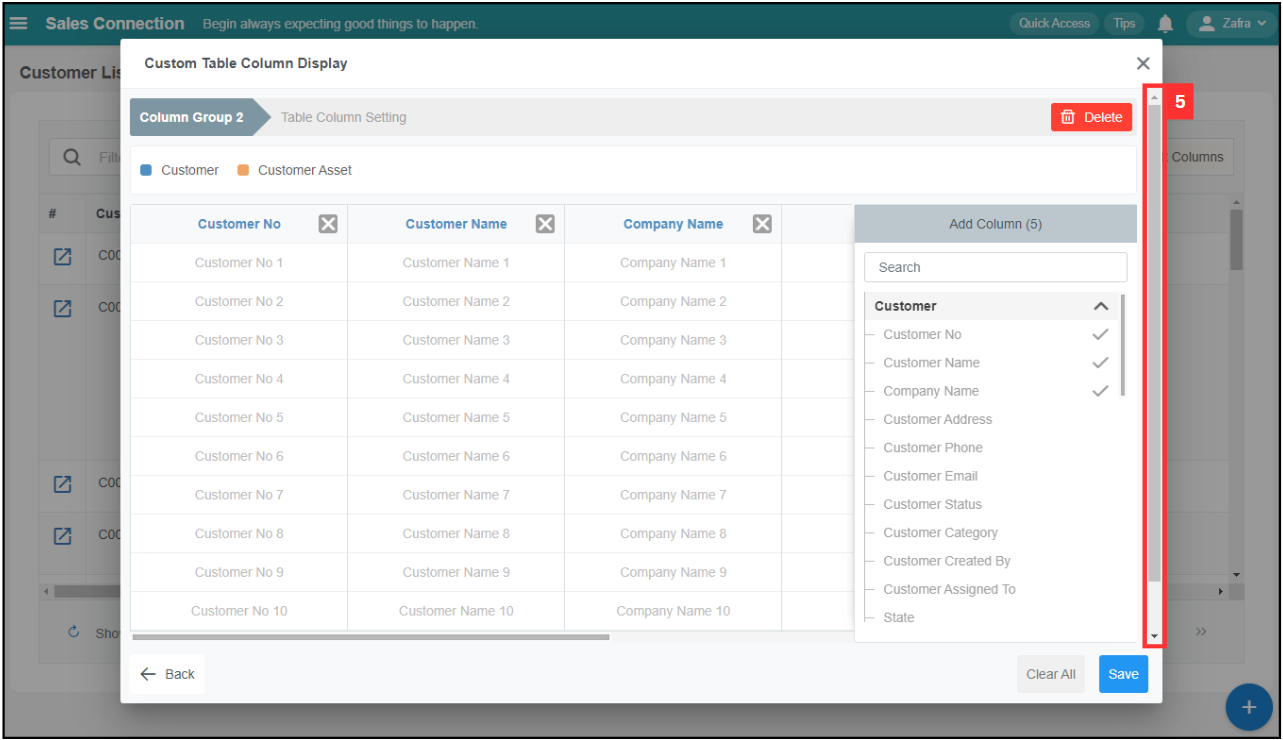 Sales Connection Begin always expecting good things to happen. Quick Access Tips Zafra
Customer Lis
Custom Table Column Display
5
Column Group 2 Table Column Setting Delete
Customer Customer Asset
Columns
# Cus
Customer No Customer Name Company Name Add Column (5)
Customer No 1 Customer Name 1 Company Name 1
Customer No 2 Customer Name 2 Company Name 2
Customer No 3 Customer Name 3 Company Name 3
Customer No 4 Customer Name 4 Company Name 4
Customer No 5 Customer Name 5 Company Name 5
Customer No 6 Customer Name 6 Company Name 6
Customer No 7 Customer Name 7 Company Name 7
Customer No 8 Customer Name 8 Company Name 8
Customer No 9 Customer Name 9 Company Name 9
Customer No 10 Customer Name 10 Company Name 10
Search
Customer
Customer No
Customer Name
Company Name
Customer Address
Customer Phone
Customer Email
Customer Status
Customer Category
Customer Created By
Customer Assigned To
State
Back Clear All Save